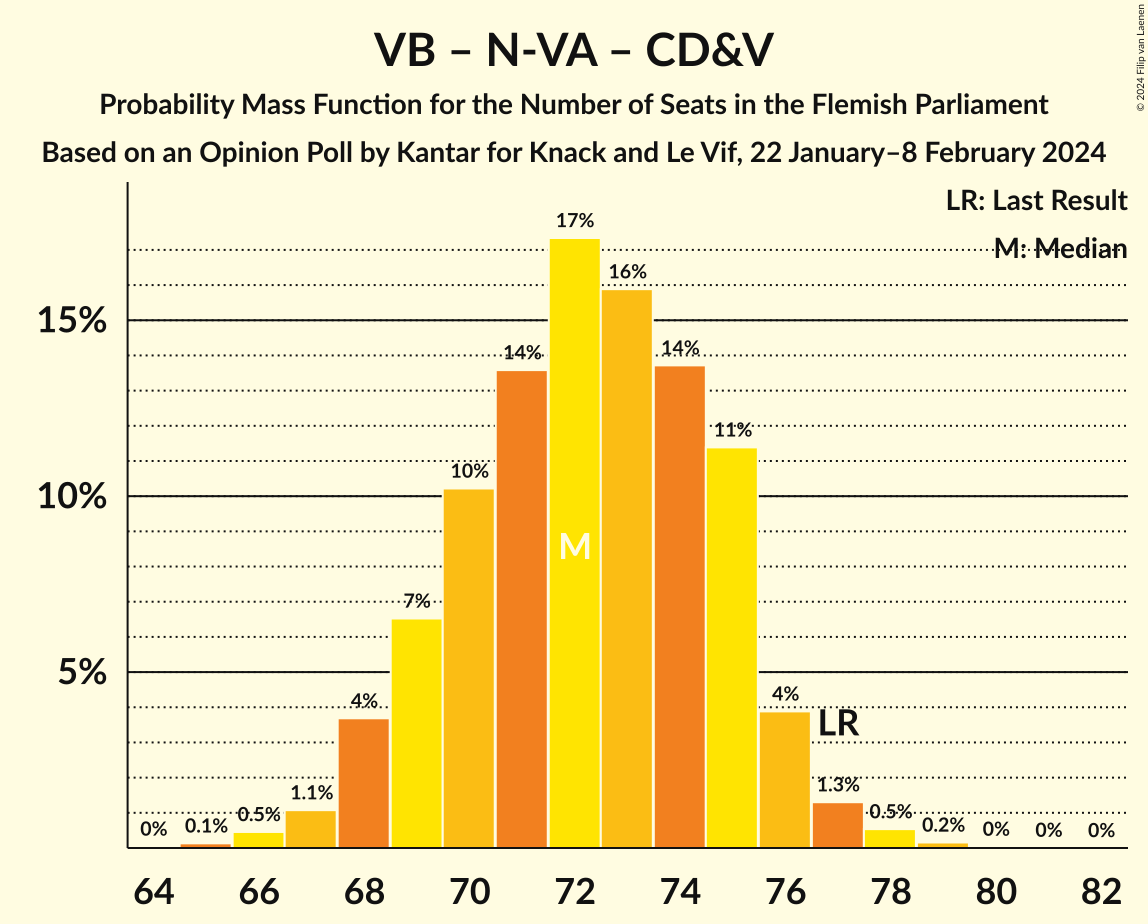 VB – N-VA – CD&V
Probability Mass Function for the Number of Seats in the Flemish Parliament
Based on an Opinion Poll by Kantar for Knack and Le Vif, 22 January–8 February 2024
© 2024 Filip van Laenen
LR: Last Result
M: Median
17%
16%
15%
14%
14%
11%
10%
10%
M
7%
5%
4%
4%
LR
1.3%
1.1%
0.5%
0.5%
0%
0.1%
0.2%
0%
0%
0%
64 66 68 70 72 74 76 78 80 82